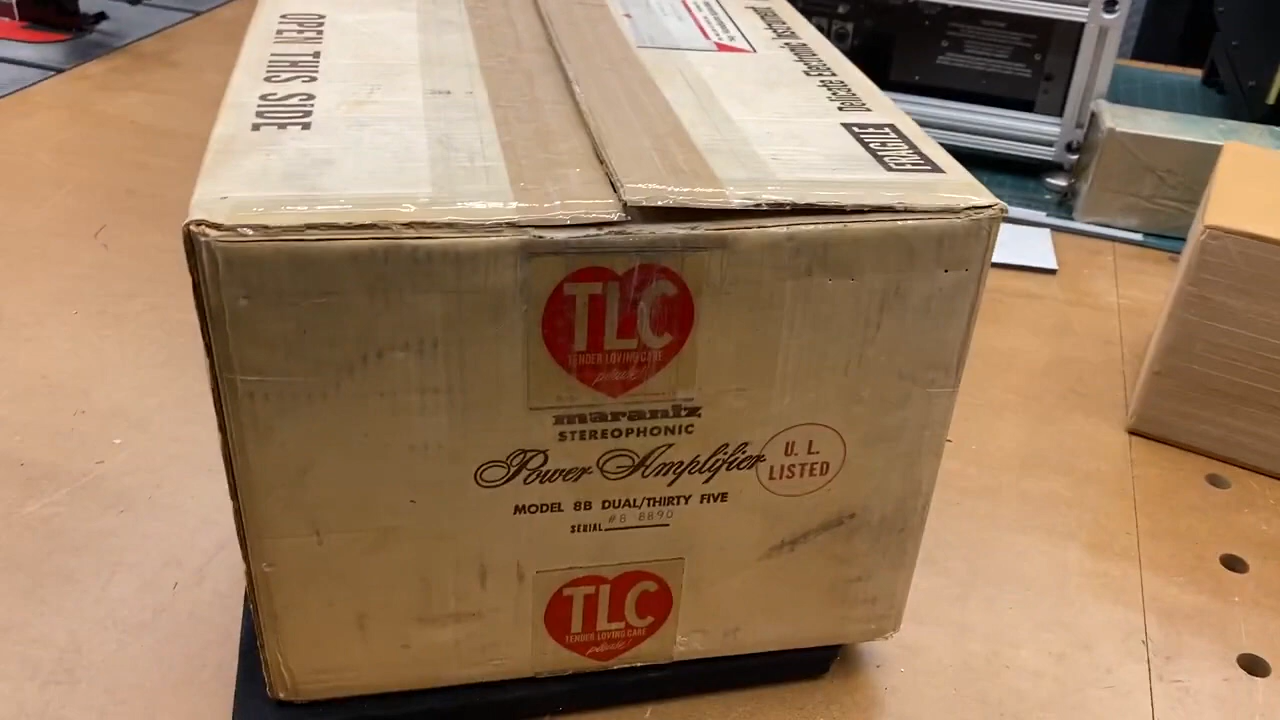 OPEN THIS SIDE
Delicate Electronic Instrument
FRAGILE
TLC
TENDER LOVING CARE
please!
marantz
STEREOPHONIC
Power Amplifier
U. L.
LISTED
MODEL 8B DUAL/THIRTY FIVE
SERIAL #8 8890
TLC
TENDER LOVING CARE
please!